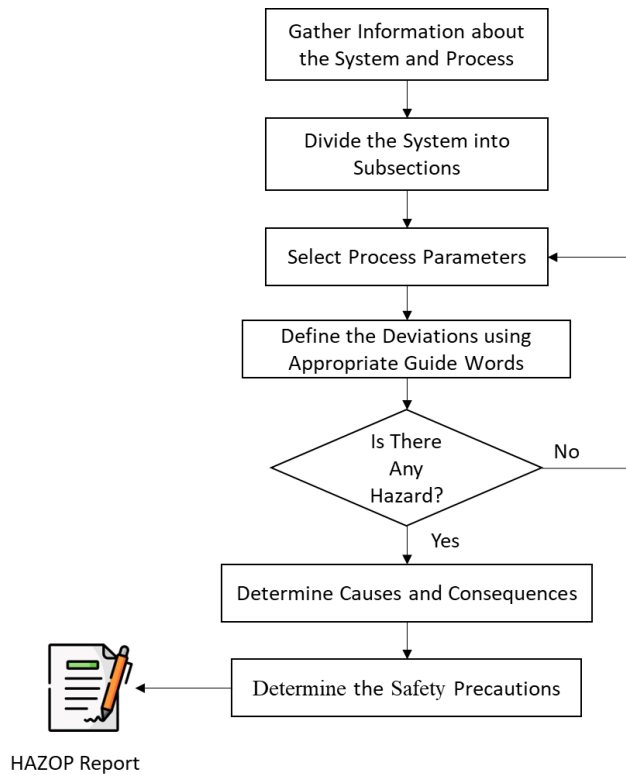 Gather Information about
the System and Process
Divide the System into
Subsections
Select Process Parameters
Define the Deviations using
Appropriate Guide Words
Is There
Any
Hazard?
No
Yes
Determine Causes and Consequences
Determine the Safety Precautions
HAZOP Report